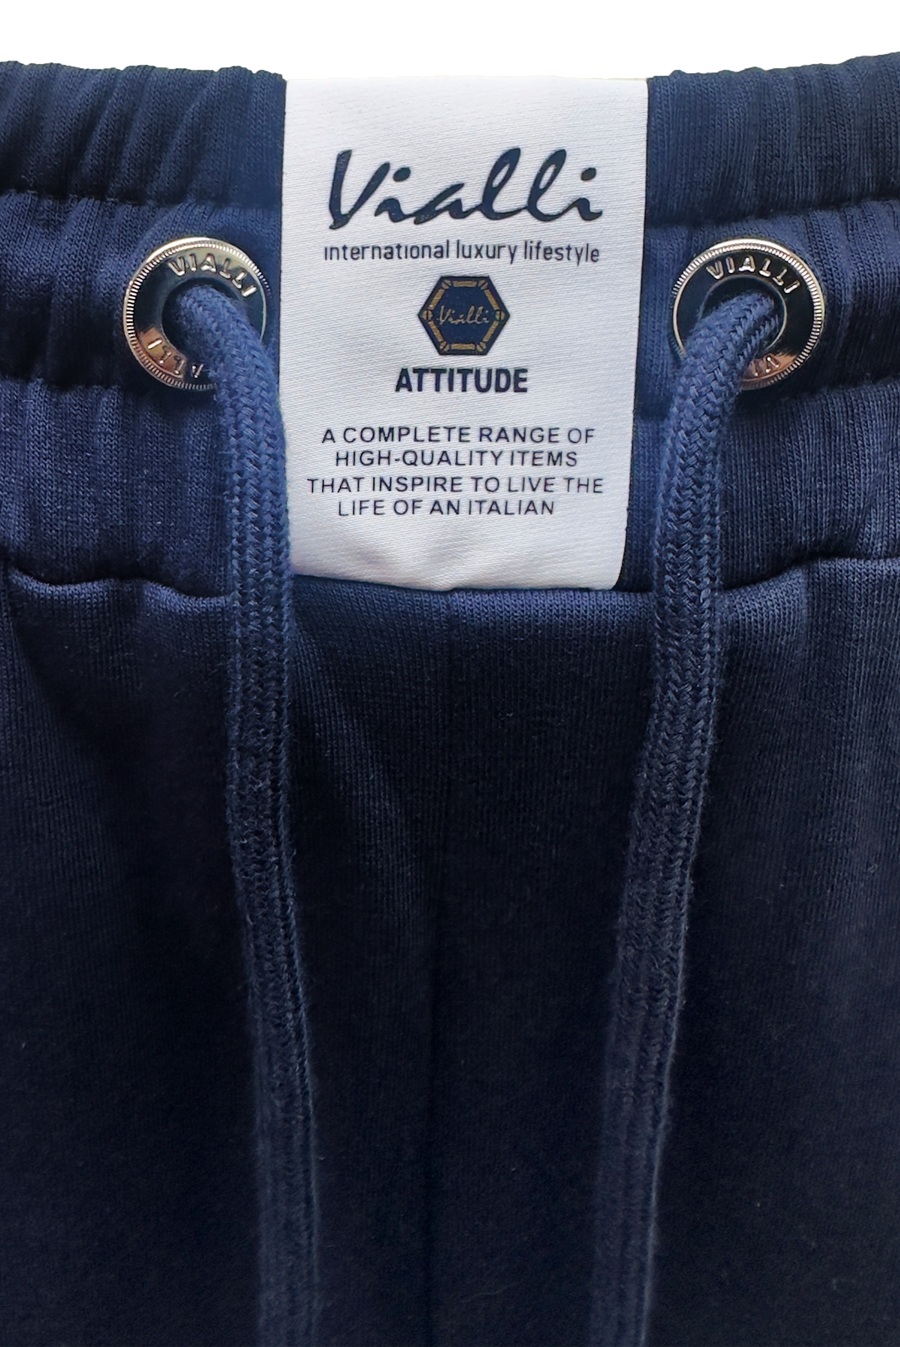 Vialli
international luxury lifestyle
Vialli
ATTITUDE
A COMPLETE RANGE OF
HIGH-QUALITY ITEMS
THAT INSPIRE TO LIVE THE
LIFE OF AN ITALIAN
VIALLI
VIALLI